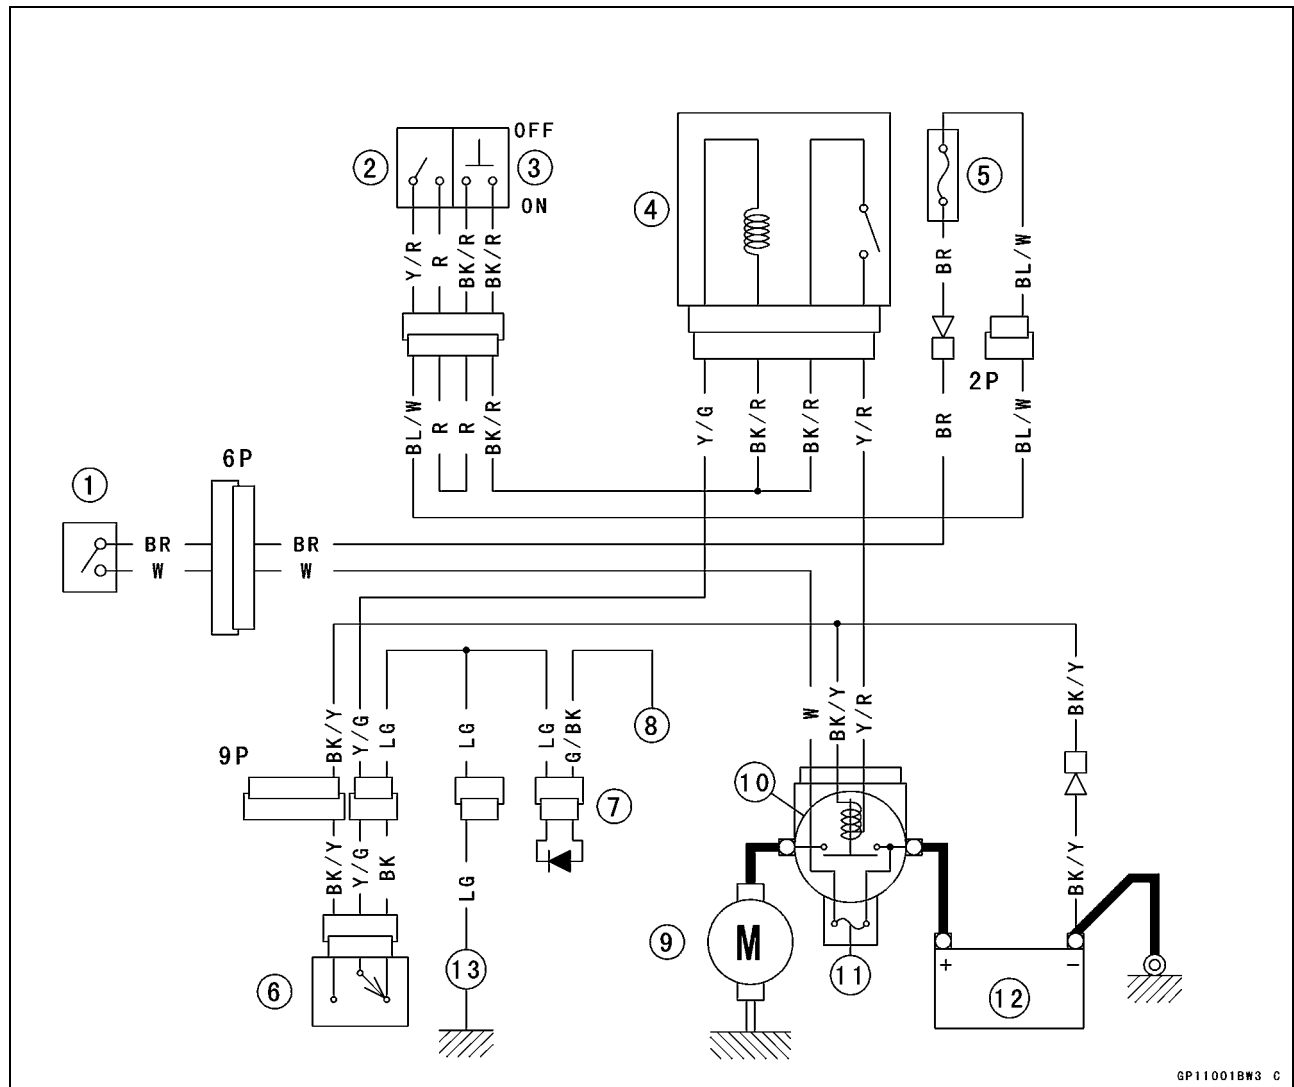 OFF
2
3
5
4
ON
Y/R
R
BK/R
BK/R
BR
BL/W
2P
BL/W
R
R
BK/R
Y/G
BK/R
BK/R
Y/R
BR
BL/W
6P
1
BR
BR
W
W
BK/Y
Y/G
LG
LG
LG
G/BK
8
W
BK/Y
Y/R
BK/Y
9P
10
7
BK/Y
Y/G
BK
LG
BK/Y
9
M
11
13
6
+
−
12
GP11001BW3 C